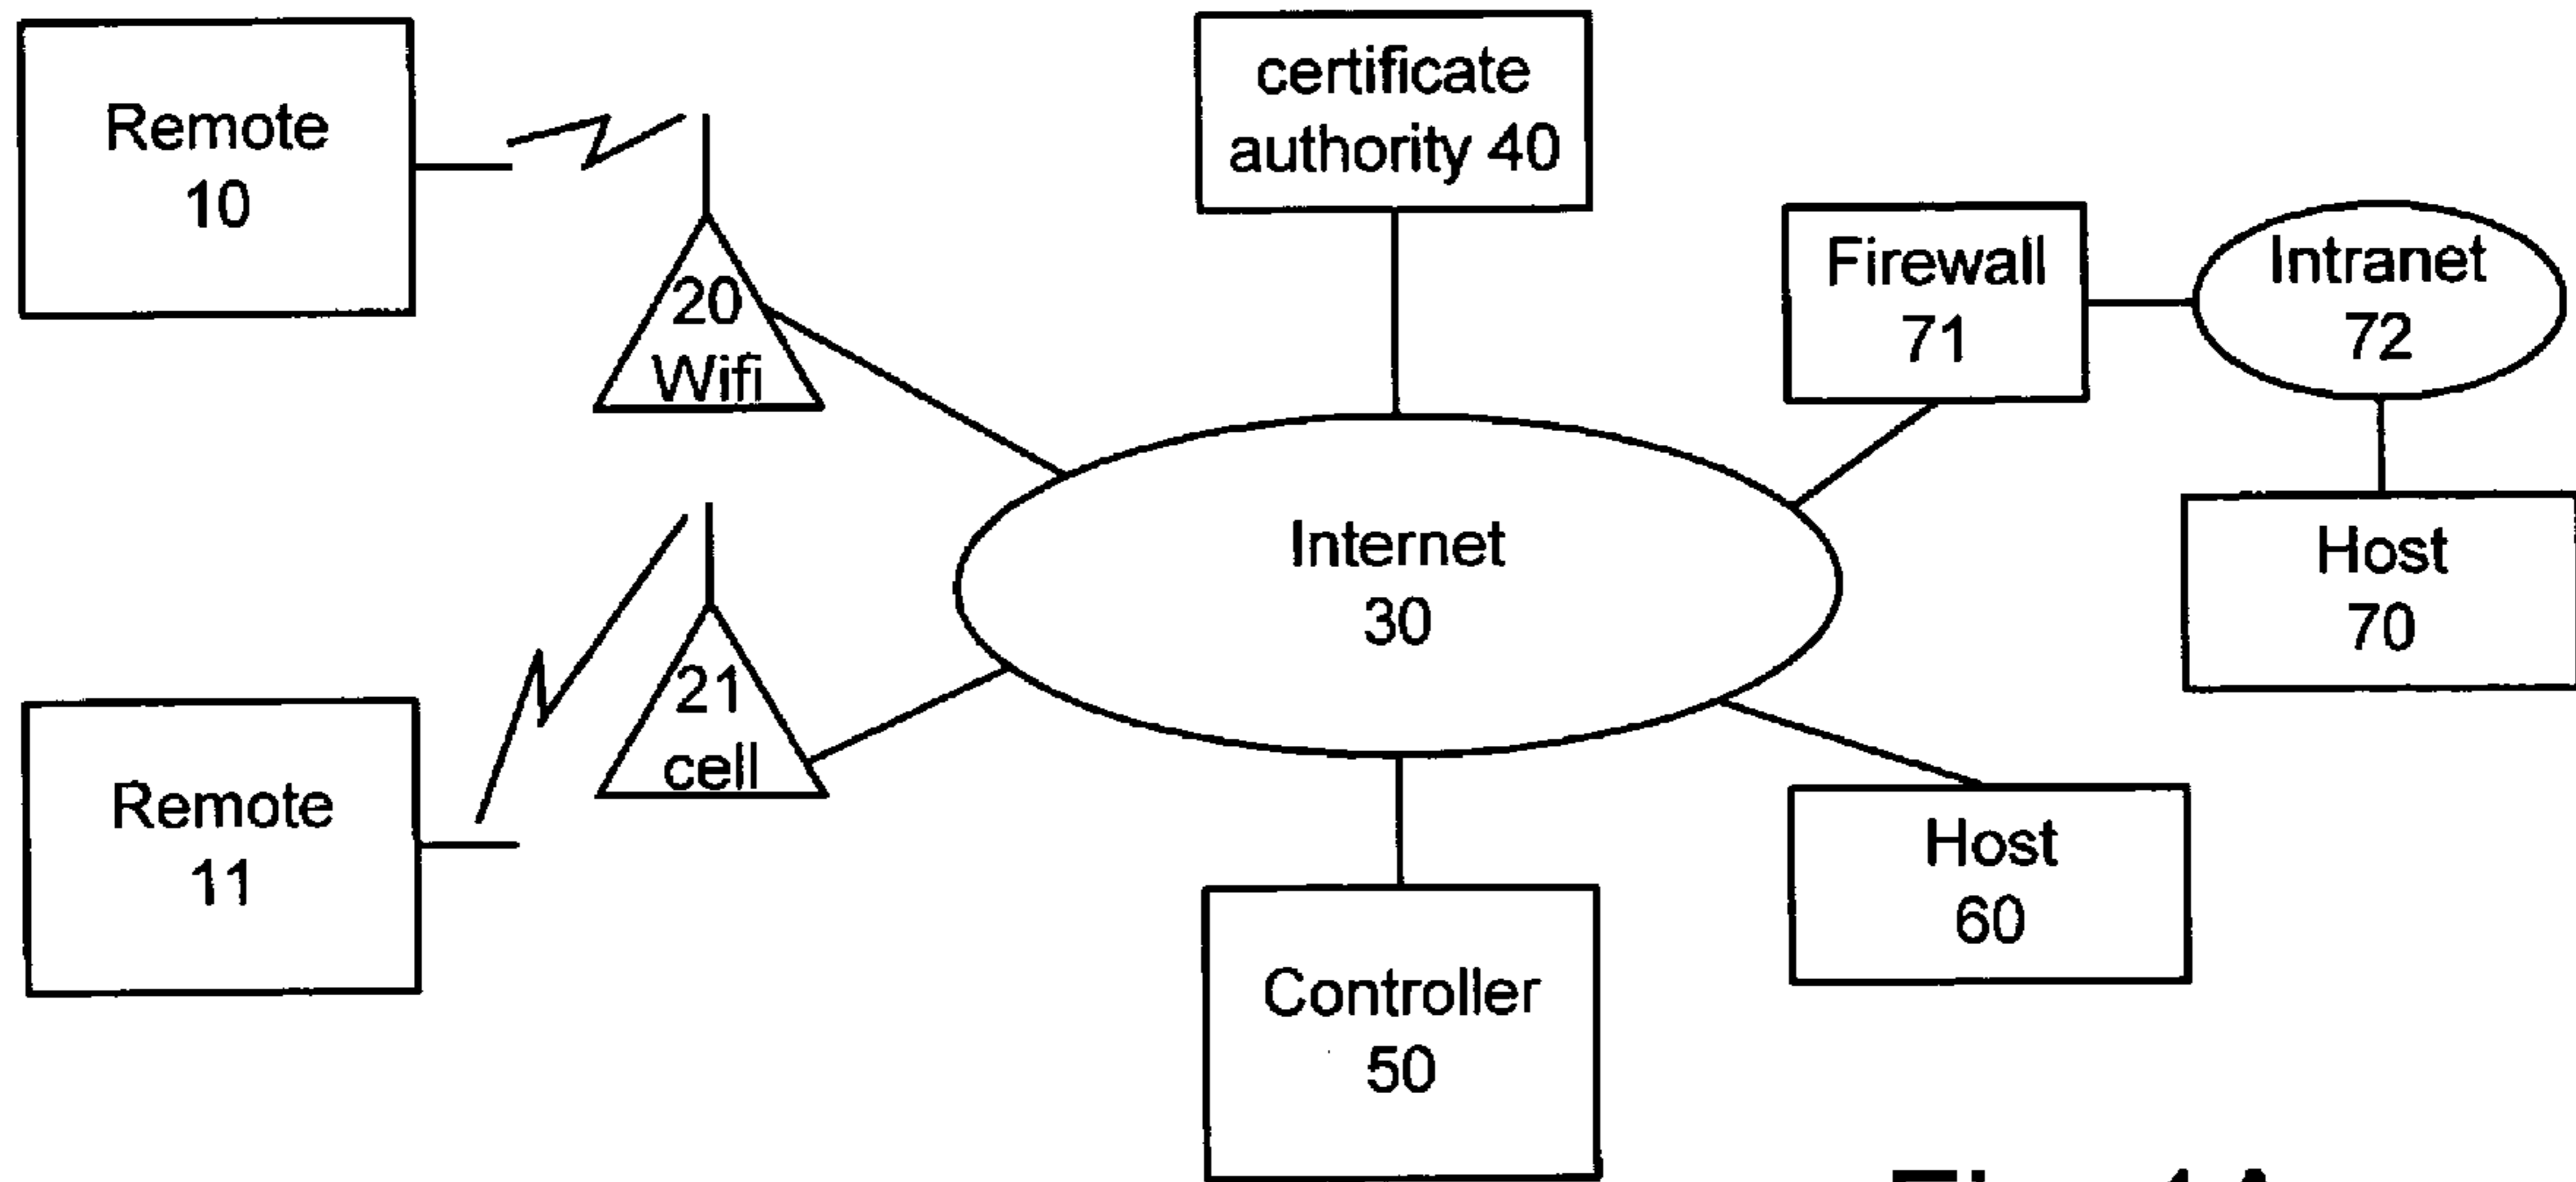 Remote
10
certificate
authority 40
20
Wifi
Firewall
71
Intranet
72
Internet
30
Host
70
21
cell
Remote
11
Host
60
Controller
50